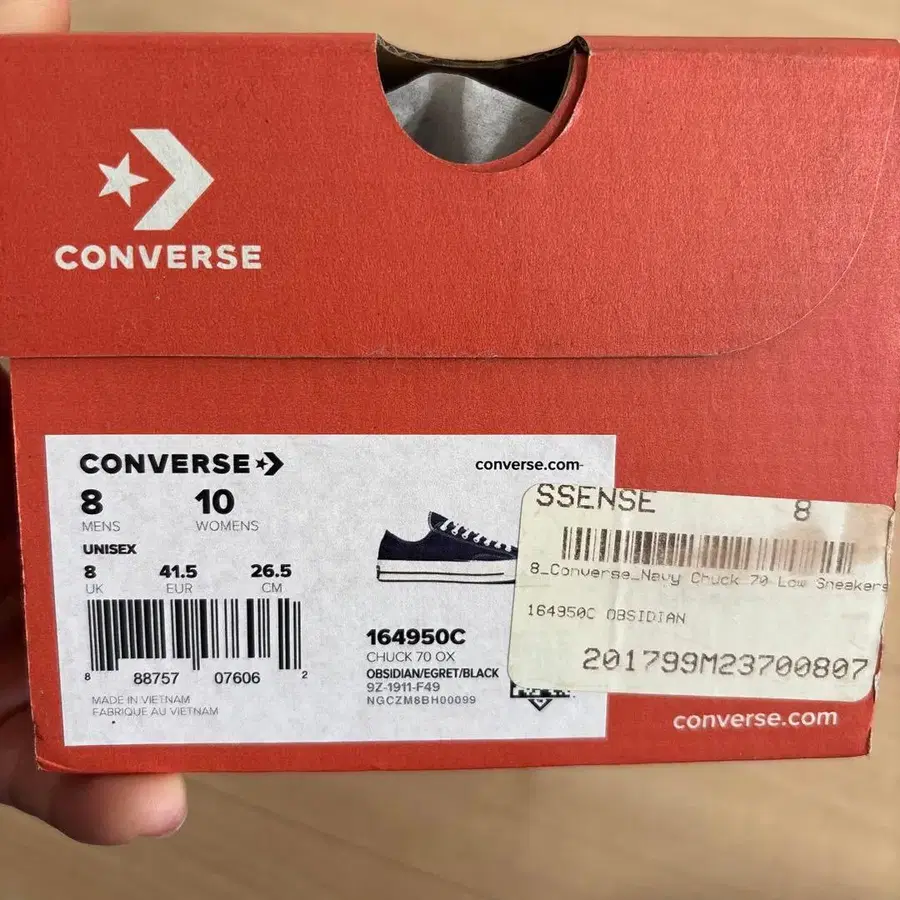 CONVERSE
CONVERSE
converse.com
8 10
MENS WOMENS
UNISEX
8 41.5 26.5
UK EUR CM
8 88757 07606 2
MADE IN VIETNAM
FABRIQUE AU VIETNAM
164950C
CHUCK 70 OX
OBSIDIAN/EGRET/BLACK
9Z-1911-F49
NGCZM8BH00099
SSENSE 8
8_Converse_Navy Chuck 70 Low Sneakers
164950C OBSIDIAN
201799M23700807
converse.com